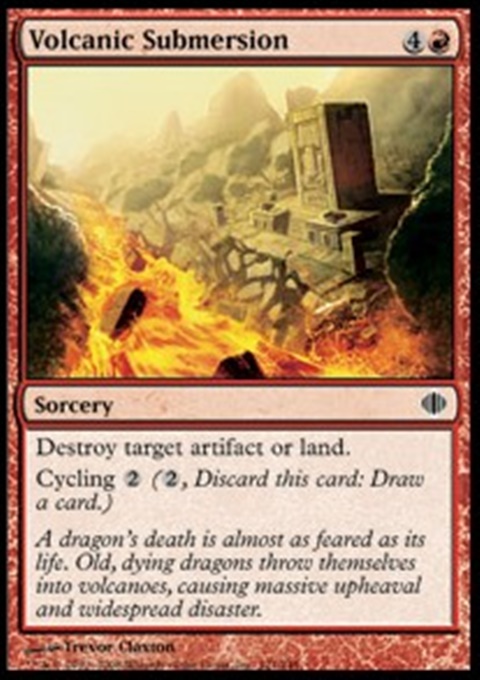 Volcanic Submersion 4
Sorcery
Destroy target artifact or land.
Cycling 2 (2, Discard this card: Draw
a card.)
A dragon's death is almost as feared as its
life. Old, dying dragons throw themselves
into volcanoes, causing massive upheaval
and widespread disaster.
Trevor Claxton